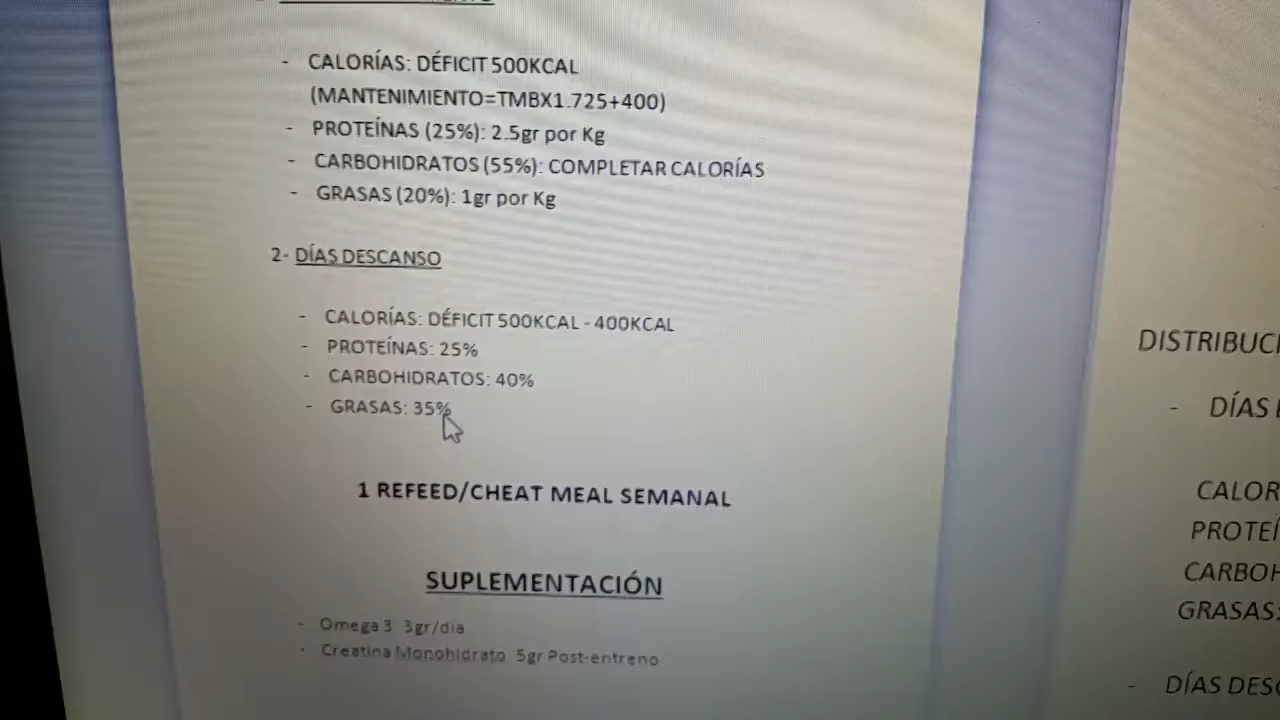 - CALORÍAS: DÉFICIT 500KCAL
(MANTENIMIENTO=TMBX1.725+400)
- PROTEÍNAS (25%): 2.5gr por Kg
- CARBOHIDRATOS (55%): COMPLETAR CALORÍAS
- GRASAS (20%): 1gr por Kg
2- DÍAS DESCANSO
- CALORÍAS: DÉFICIT 500KCAL - 400KCAL
- PROTEÍNAS: 25%
- CARBOHIDRATOS: 40%
- GRASAS: 35%
1 REFEED/CHEAT MEAL SEMANAL
SUPLEMENTACIÓN
- Omega 3 3gr/dia
- Creatina Monohidrato 5gr Post-entreno
DISTRIBUCI
- DÍAS
CALOR
PROTEÍ
CARBOH
GRASAS:
- DÍAS DESC